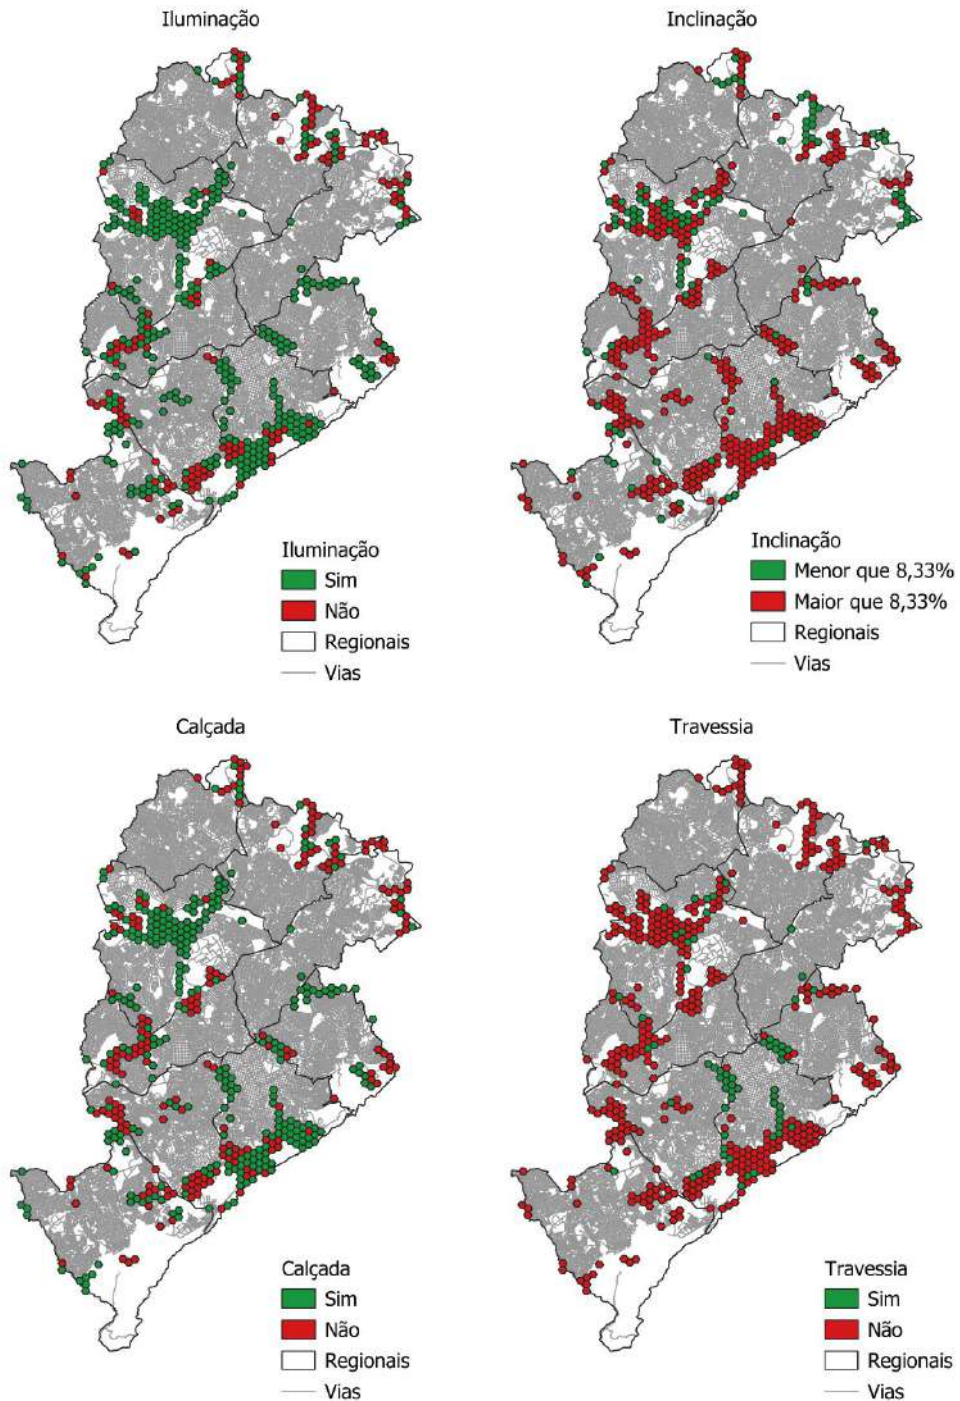 Iluminação
Inclinação
Iluminação
Sim
Não
Regionais
Vias
Inclinação
Menor que 8,33%
Maior que 8,33%
Regionais
Vias
Calçada
Travessia
Calçada
Sim
Não
Regionais
Vias
Travessia
Sim
Não
Regionais
Vias